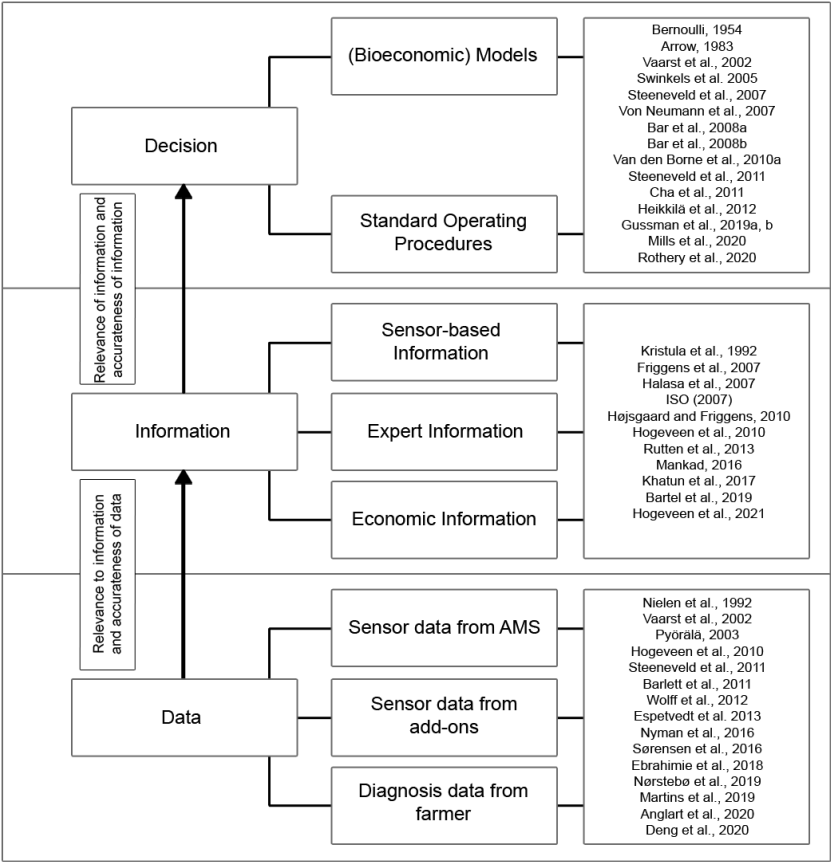 (Bioeconomic) Models
Decision
Standard Operating
Procedures
Bernoulli, 1954
Arrow, 1983
Vaarst et al., 2002
Swinkels et al. 2005
Steeneveld et al., 2007
Von Neumann et al., 2007
Bar et al., 2008a
Bar et al., 2008b
Van den Borne et al., 2010a
Steeneveld et al., 2011
Cha et al., 2011
Heikkilä et al., 2012
Gussman et al., 2019a, b
Mills et al., 2020
Rothery et al., 2020
Relevance of information and
accurateness of information
Sensor-based
Information
Information
Expert Information
Economic Information
Kristula et al., 1992
Friggens et al., 2007
Halasa et al., 2007
ISO (2007)
Højsgaard and Friggens, 2010
Hogeveen et al., 2010
Rutten et al., 2013
Mankad, 2016
Khatun et al., 2017
Bartel et al., 2019
Hogeveen et al., 2021
Relevance to information
and accurateness of data
Sensor data from AMS
Data
Sensor data from
add-ons
Diagnosis data from
farmer
Nielen et al., 1992
Vaarst et al., 2002
Pyörälä, 2003
Hogeveen et al., 2010
Steeneveld et al., 2011
Barlett et al., 2011
Wolff et al., 2012
Espetvedt et al. 2013
Nyman et al., 2016
Sørensen et al., 2016
Ebrahimie et al., 2018
Nørstebø et al., 2019
Martins et al., 2019
Anglart et al., 2020
Deng et al., 2020